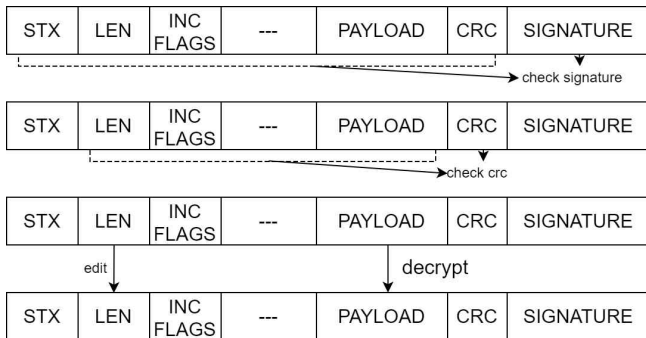 STX LEN INC FLAGS --- PAYLOAD CRC SIGNATURE
check signature
STX LEN INC FLAGS --- PAYLOAD CRC SIGNATURE
check crc
STX LEN INC FLAGS --- PAYLOAD CRC SIGNATURE
edit decrypt
STX LEN INC FLAGS --- PAYLOAD CRC SIGNATURE